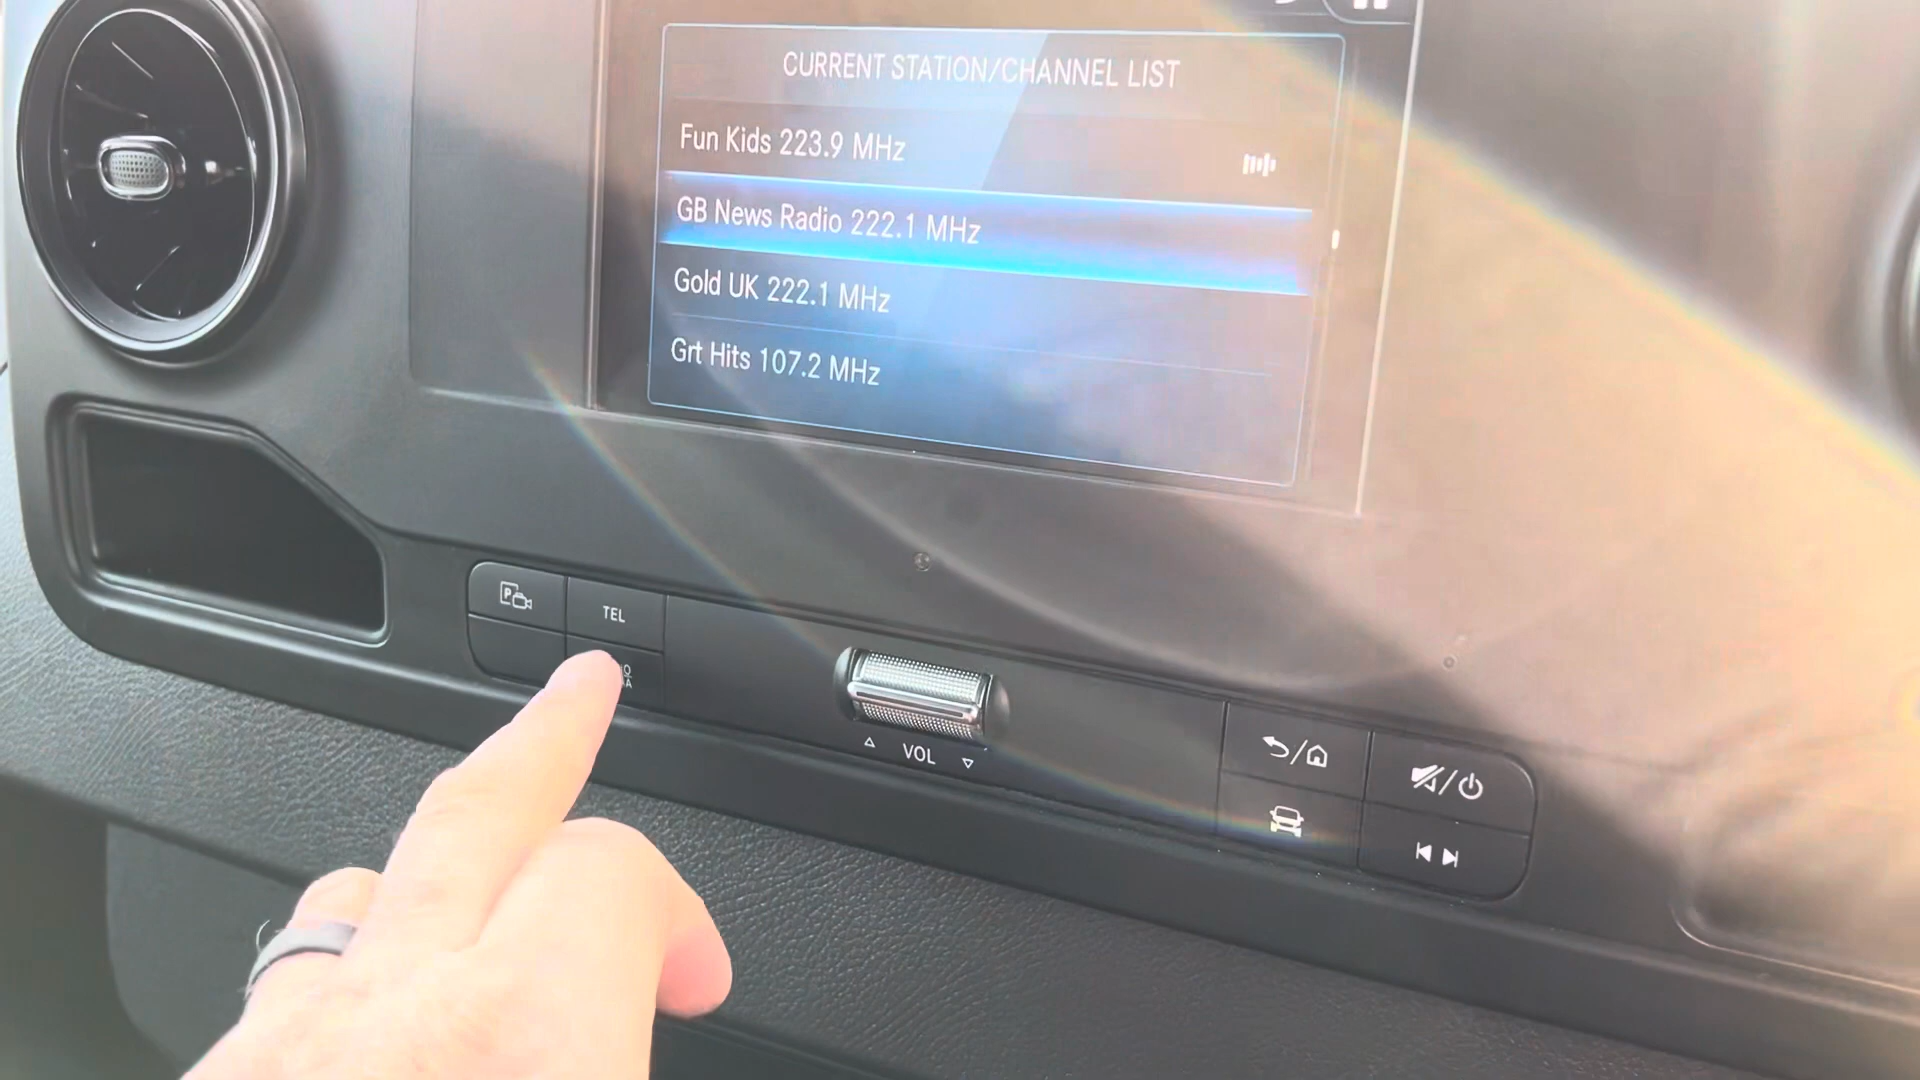 CURRENT STATION/CHANNEL LIST
Fun Kids 223.9 MHz
GB News Radio 222.1 MHz
Gold UK 222.1 MHz
Grt Hits 107.2 MHz
P
TEL
VOL